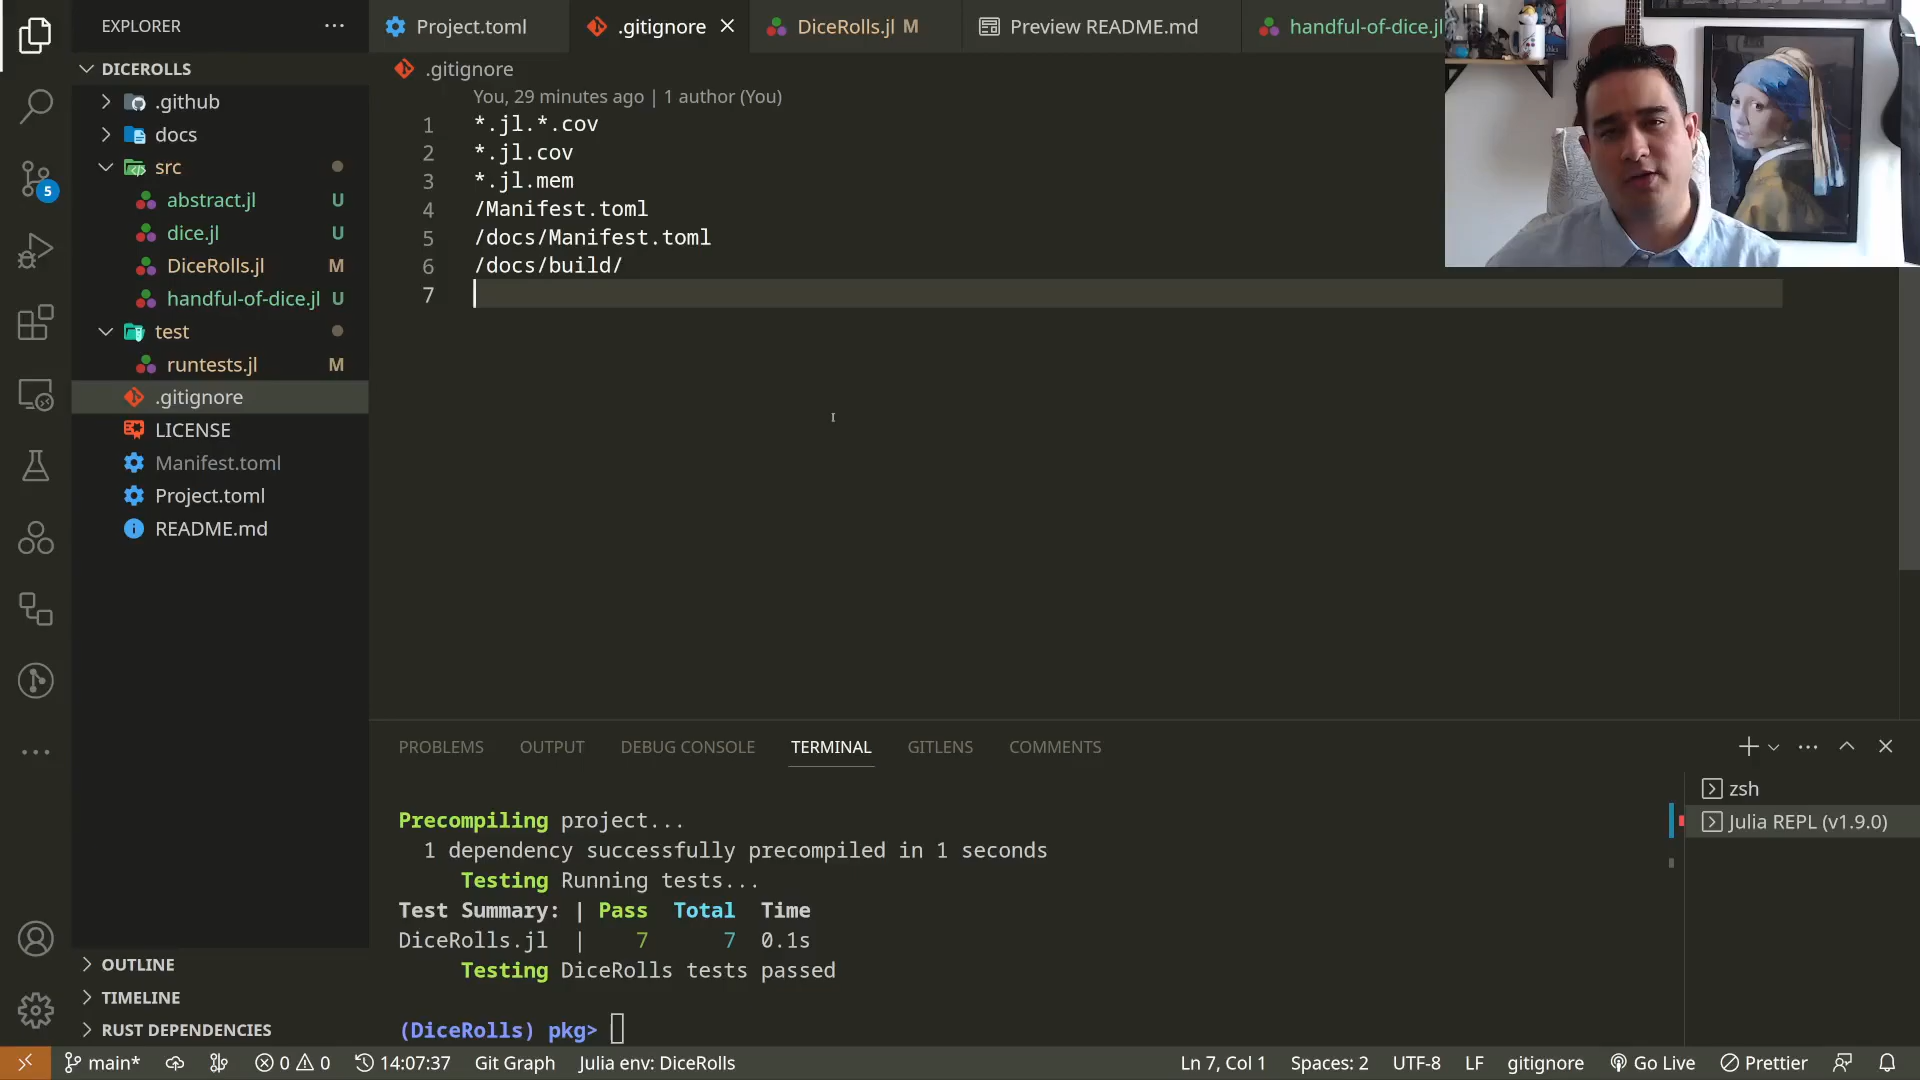 EXPLORER
Project.toml
.gitignore
DiceRolls.jl M
Preview README.md
handful-of-dice.jl
DICEROLLS
.github
docs
src
abstract.jl U
dice.jl U
DiceRolls.jl M
handful-of-dice.jl U
test
runtests.jl M
.gitignore
LICENSE
Manifest.toml
Project.toml
README.md
5
OUTLINE
TIMELINE
RUST DEPENDENCIES
.gitignore
You, 29 minutes ago | 1 author (You)
1 *.jl.*.cov
2 *.jl.cov
3 *.jl.mem
4 /Manifest.toml
5 /docs/Manifest.toml
6 /docs/build/
7
PROBLEMS OUTPUT DEBUG CONSOLE TERMINAL GITLENS COMMENTS
Precompiling project...
1 dependency successfully precompiled in 1 seconds
Testing Running tests...
Test Summary: | Pass Total Time
DiceRolls.jl | 7 7 0.1s
Testing DiceRolls tests passed
(DiceRolls) pkg>
zsh
Julia REPL (v1.9.0)
main* 0 0 14:07:37 Git Graph Julia env: DiceRolls Ln 7, Col 1 Spaces: 2 UTF-8 LF gitignore Go Live Prettier